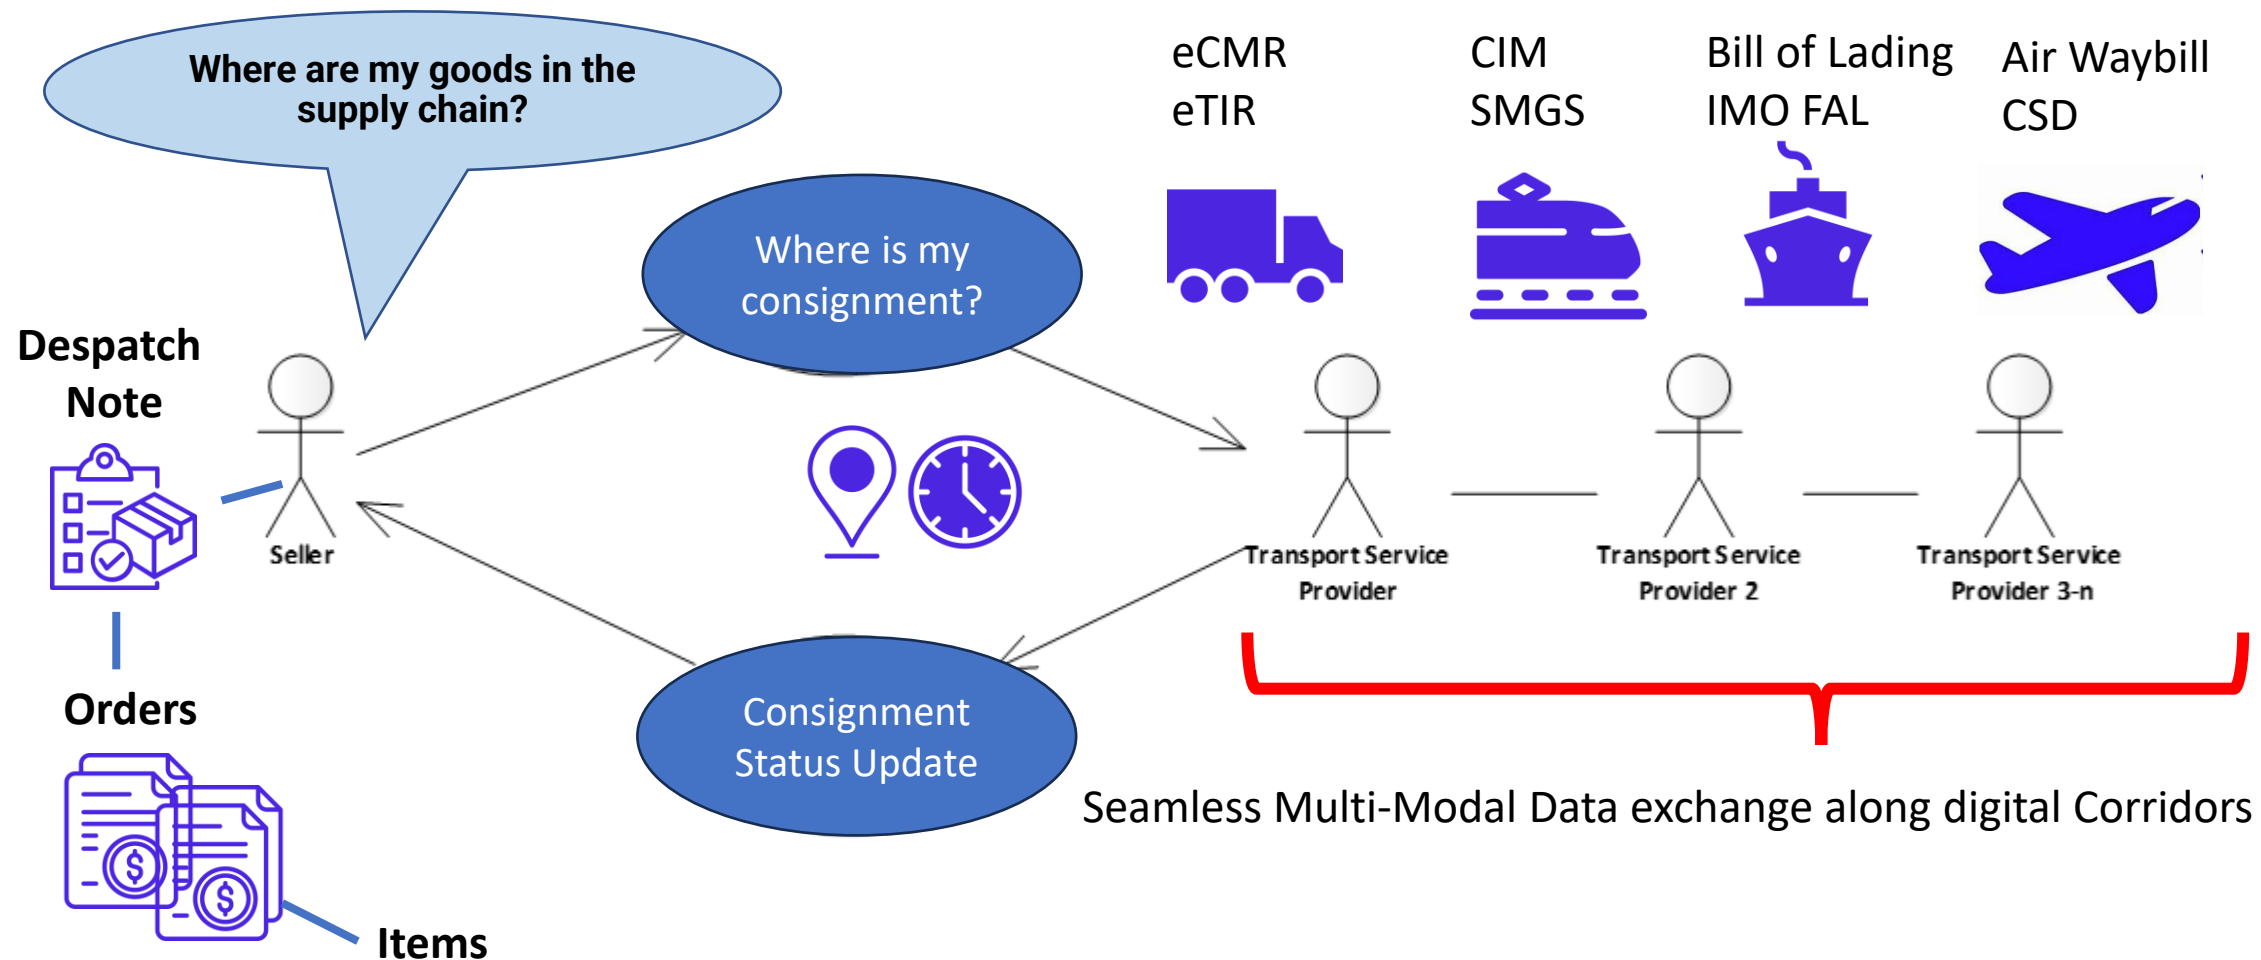 Where are my goods in the
supply chain?
eCMR
eTIR
CIM
SMGS
Bill of Lading
IMO FAL
Air Waybill
CSD
Where is my
consignment?
Despatch
Note
Seller
Transport Service
Provider
Transport Service
Provider 2
Transport Service
Provider 3-n
Orders
Consignment
Status Update
Seamless Multi-Modal Data exchange along digital Corridors
$
$
Items